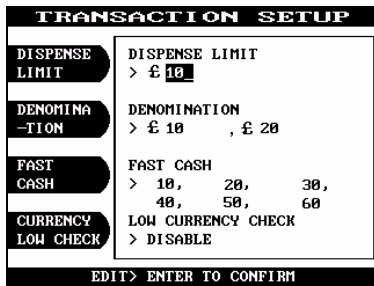 TRANSACTION SETUP
DISPENSE
LIMIT
DISPENSE LIMIT
> £ 10_
DENOMINA
-TION
DENOMINATION
> £ 10 , £ 20
FAST
CASH
FAST CASH
> 10, 20, 30,
40, 50, 60
CURRENCY
LOW CHECK
LOW CURRENCY CHECK
> DISABLE
EDIT> ENTER TO CONFIRM